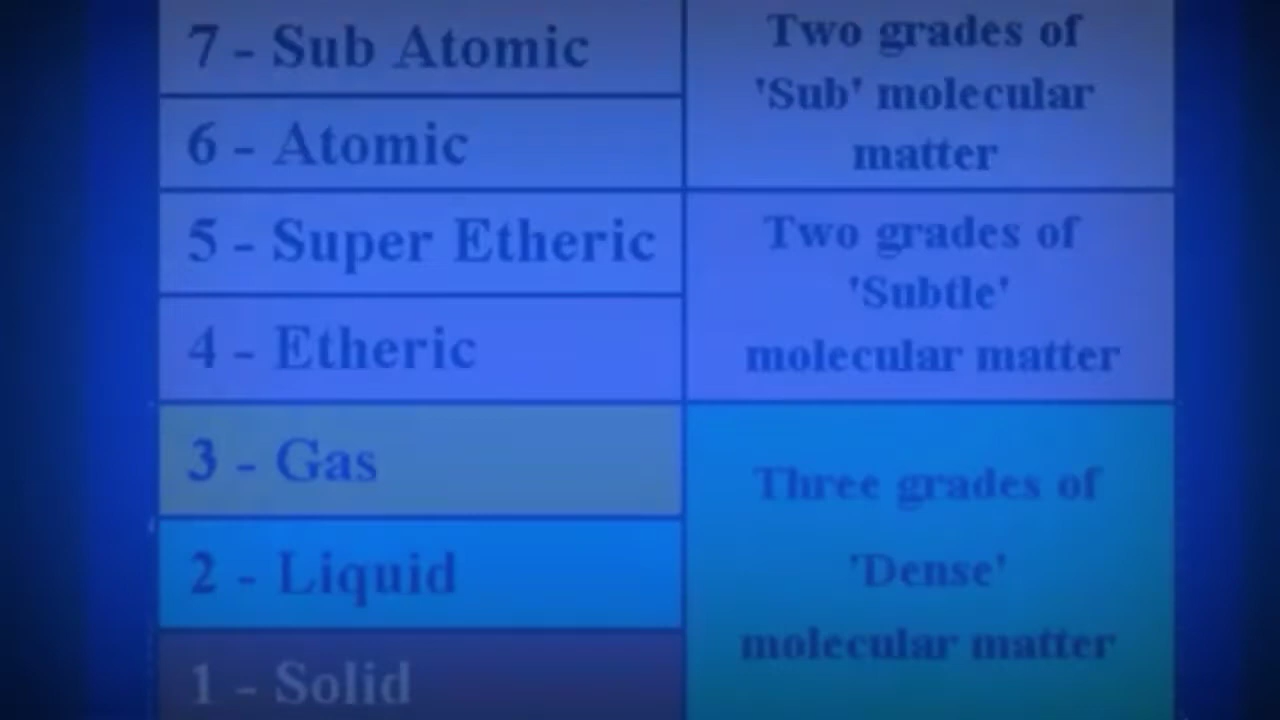 7 - Sub Atomic
6 - Atomic
Two grades of
'Sub' molecular
matter
5 - Super Etheric
4 - Etheric
Two grades of
'Subtle'
molecular matter
3 - Gas
2 - Liquid
1 - Solid
Three grades of
'Dense'
molecular matter